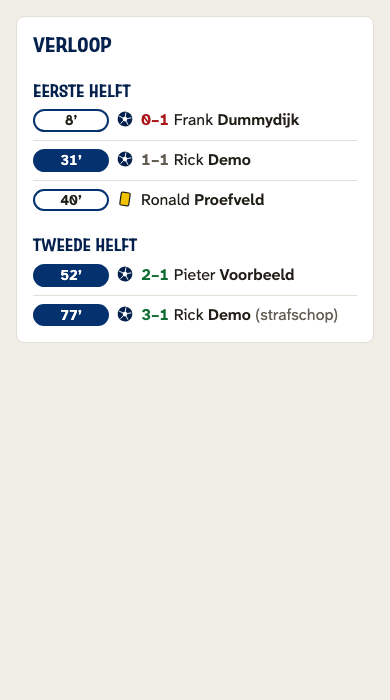 VERLOOP
EERSTE HELFT
8’ 0–1 Frank Dummydijk
31’ 1–1 Rick Demo
40’ Ronald Proefveld
TWEEDE HELFT
52’ 2–1 Pieter Voorbeeld
77’ 3–1 Rick Demo (strafschop)